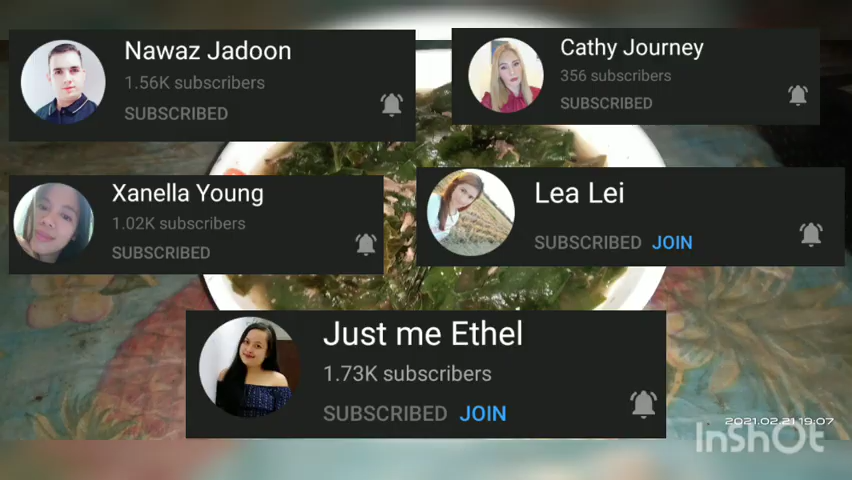 Nawaz Jadoon
1.56K subscribers
SUBSCRIBED
Cathy Journey
356 subscribers
SUBSCRIBED
Xanella Young
1.02K subscribers
SUBSCRIBED
Lea Lei
SUBSCRIBED JOIN
Just me Ethel
1.73K subscribers
SUBSCRIBED JOIN
2021.02.21 19:07
InShOt